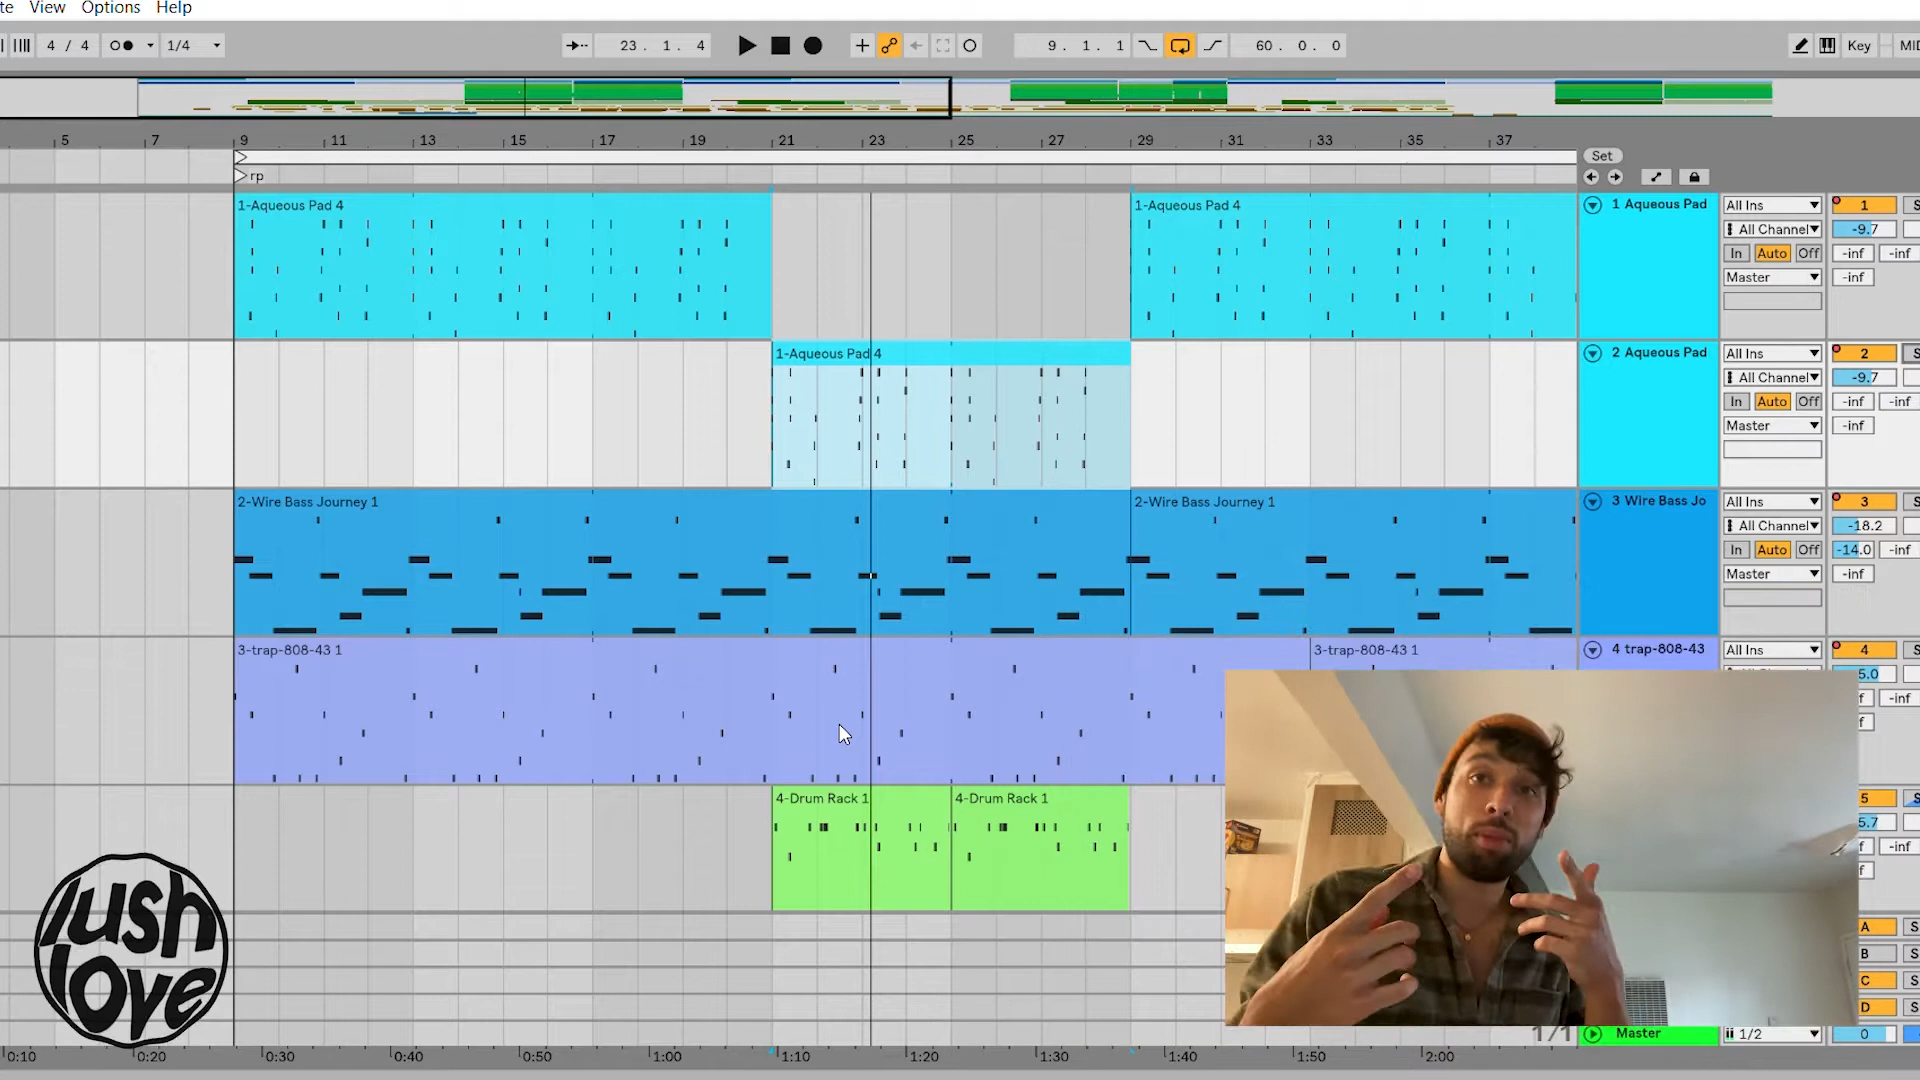 te View Options Help
4 / 4 1/4 23 . 1 . 4 9 . 1 . 1 60 . 0 . 0 Key MID
5 7 9 11 13 15 17 19 21 23 25 27 29 31 33 35 37
Set
rp
1-Aqueous Pad 4 1-Aqueous Pad 4 1 Aqueous Pad All Ins 1 S
All Channel -9.7
In Auto Off -inf -inf
Master -inf
1-Aqueous Pad 4 2 Aqueous Pad All Ins 2 S
All Channel -9.7
In Auto Off -inf -inf
Master -inf
2-Wire Bass Journey 1 2-Wire Bass Journey 1 3 Wire Bass Jo All Ins 3 S
All Channel -18.2
In Auto Off -14.0 -inf
Master -inf
3-trap-808-43 1 3-trap-808-43 1 4 trap-808-43 All Ins 4 S
5.0
f -inf
f
4-Drum Rack 1 4-Drum Rack 1 5 S
5.7
f -inf
f
lush
love
A S
B S
C S
D S
1/1 Master 1/2 0
0:10 0:20 0:30 0:40 0:50 1:00 1:10 1:20 1:30 1:40 1:50 2:00